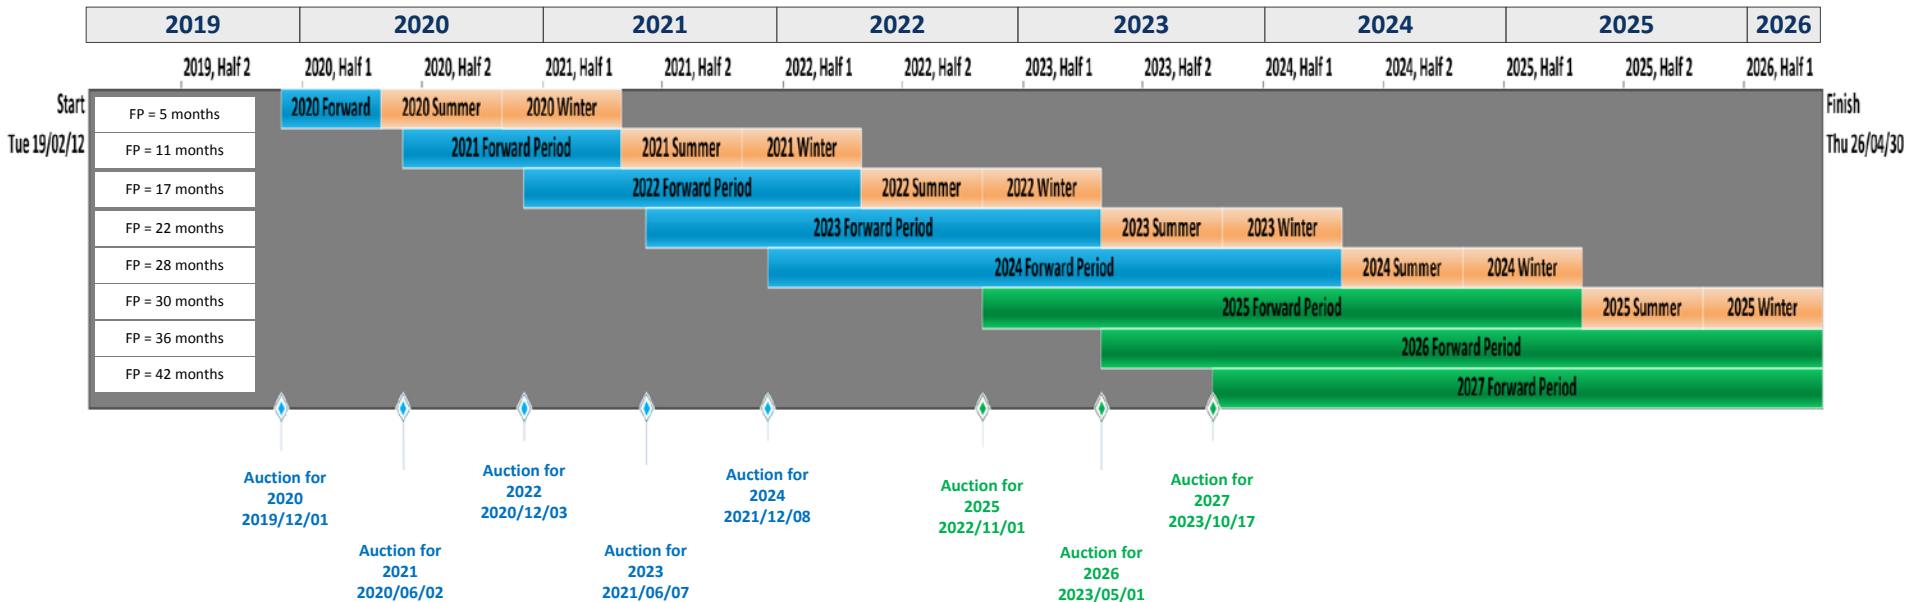 2019 2020 2021 2022 2023 2024 2025 2026
2019, Half 2 2020, Half 1 2020, Half 2 2021, Half 1 2021, Half 2 2022, Half 1 2022, Half 2 2023, Half 1 2023, Half 2 2024, Half 1 2024, Half 2 2025, Half 1 2025, Half 2 2026, Half 1
Start
Tue 19/02/12
Finish
Thu 26/04/30
FP = 5 months 2020 Forward 2020 Summer 2020 Winter
FP = 11 months 2021 Forward Period 2021 Summer 2021 Winter
FP = 17 months 2022 Forward Period 2022 Summer 2022 Winter
FP = 22 months 2023 Forward Period 2023 Summer 2023 Winter
FP = 28 months 2024 Forward Period 2024 Summer 2024 Winter
FP = 30 months 2025 Forward Period 2025 Summer 2025 Winter
FP = 36 months 2026 Forward Period
FP = 42 months 2027 Forward Period
Auction for
2020
2019/12/01
Auction for
2021
2020/06/02
Auction for
2022
2020/12/03
Auction for
2023
2021/06/07
Auction for
2024
2021/12/08
Auction for
2025
2022/11/01
Auction for
2026
2023/05/01
Auction for
2027
2023/10/17